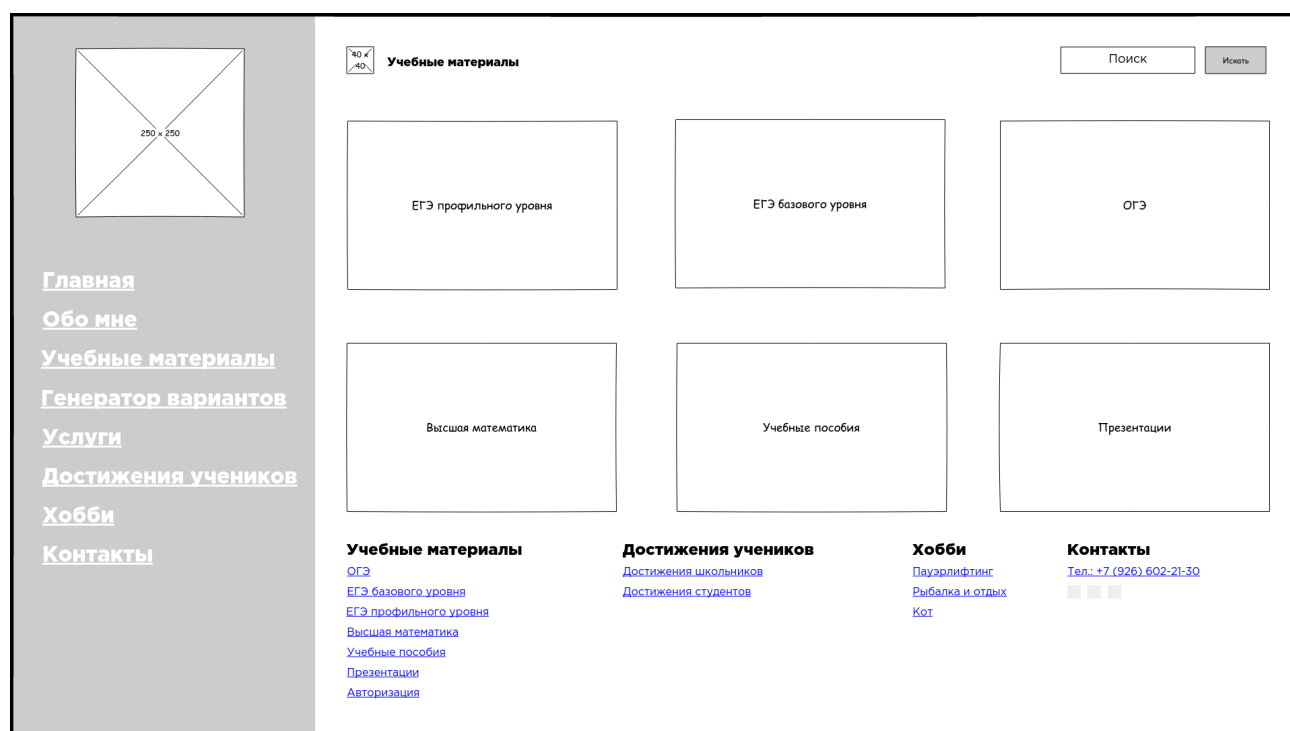 250 x 250
Главная
Обо мне
Учебные материалы
Генератор вариантов
Услуги
Достижения учеников
Хобби
Контакты
40 x
40
Учебные материалы
Поиск
Искать
ЕГЭ профильного уровня
ЕГЭ базового уровня
ОГЭ
Высшая математика
Учебные пособия
Презентации
Учебные материалы
ОГЭ
ЕГЭ базового уровня
ЕГЭ профильного уровня
Высшая математика
Учебные пособия
Презентации
Авторизация
Достижения учеников
Достижения школьников
Достижения студентов
Хобби
Пауэрлифтинг
Рыбалка и отдых
Кот
Контакты
Тел.: +7 (926) 602-21-30